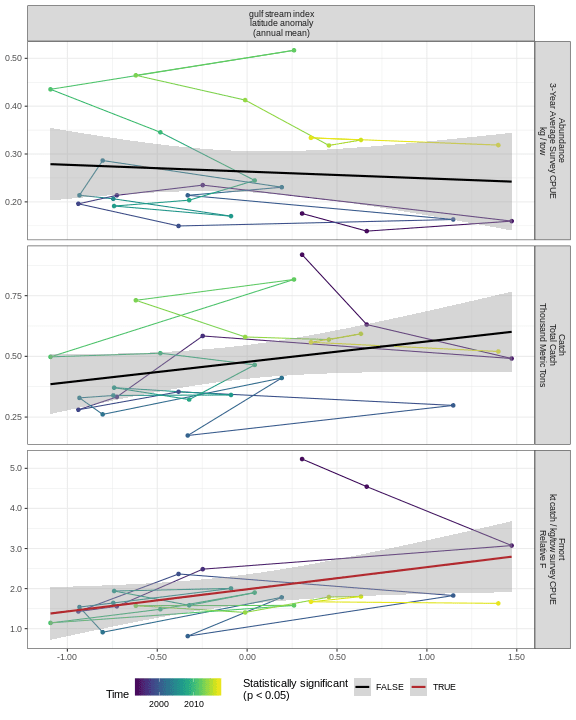 gulf stream index
latitude anomaly
(annual mean)
0.50
0.40
0.30
0.20
Abundance
3-Year Average Survey CPUE
kg / tow
0.75
0.50
0.25
Catch
Total Catch
Thousand Metric Tons
5.0
4.0
3.0
2.0
1.0
Fmort
kt catch / kg/tow survey CPUE
Relative F
-1.00 -0.50 0.00 0.50 1.00 1.50
Time
2000 2010
Statistically significant
(p < 0.05)
FALSE TRUE